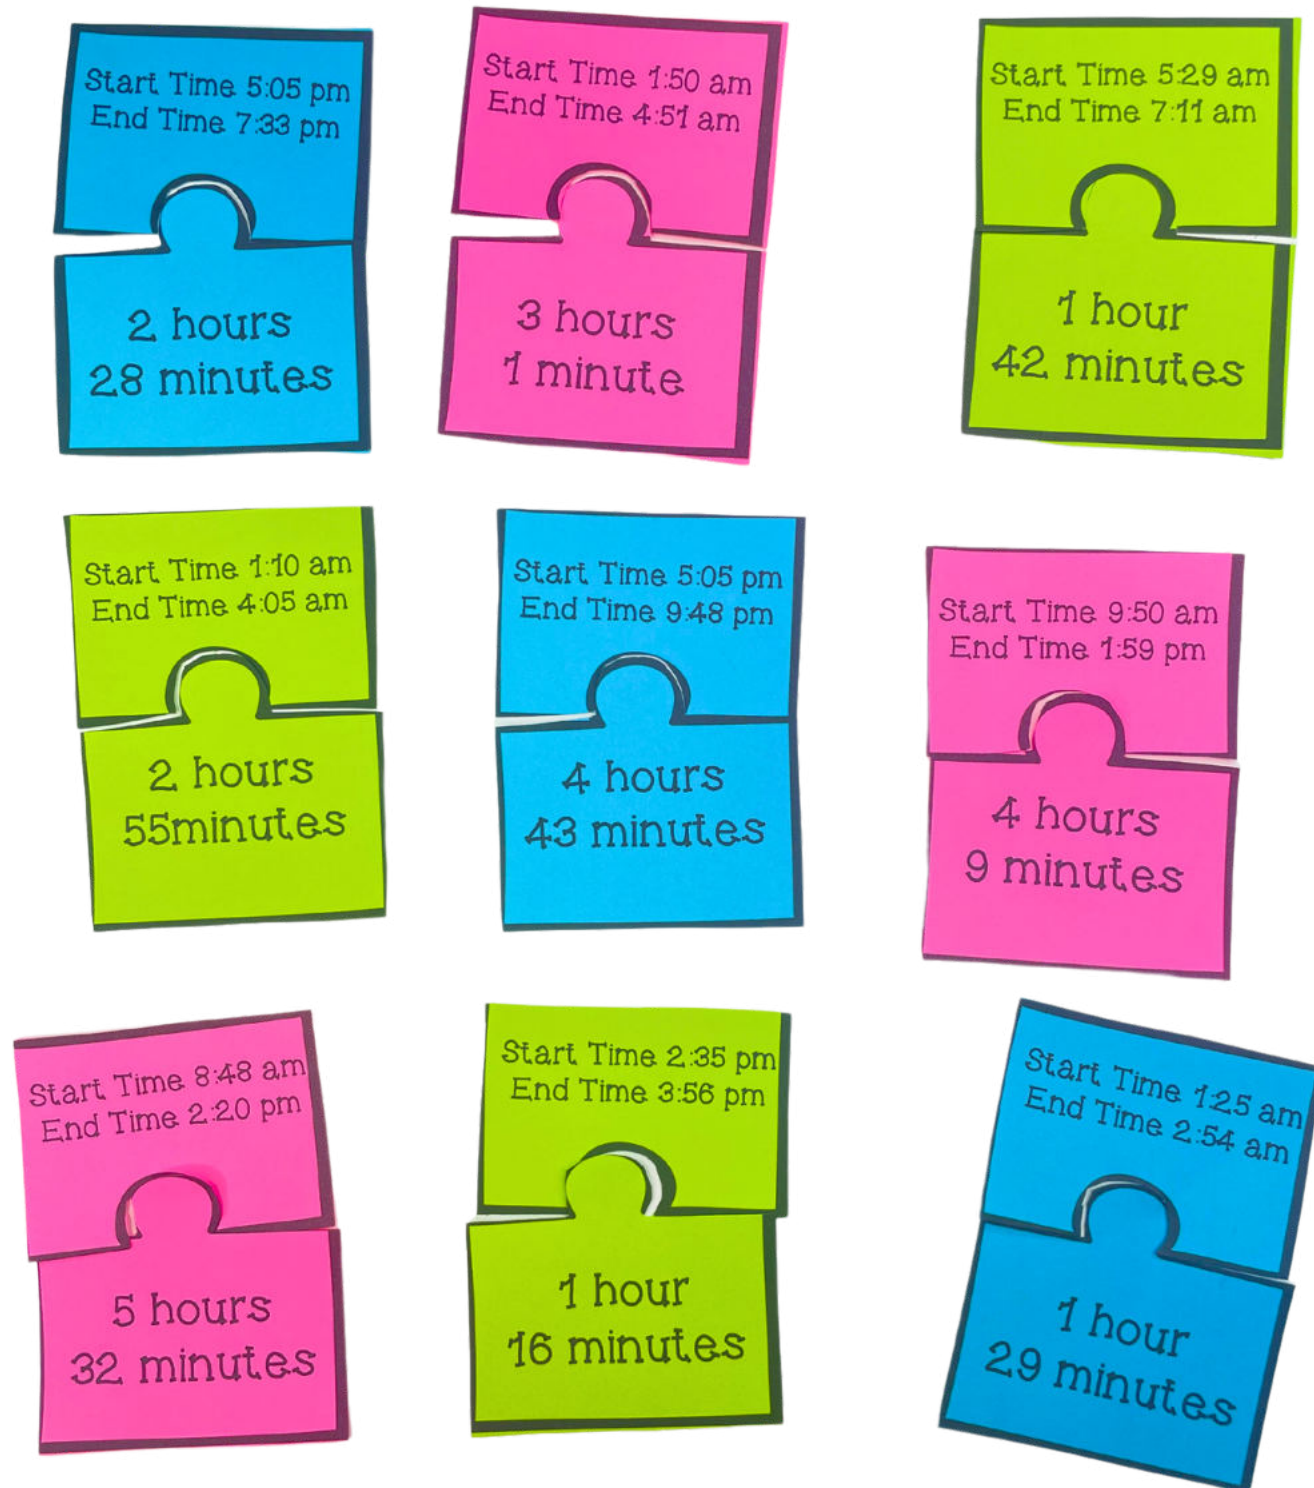 Start Time 5:05 pm
End Time 7:33 pm
2 hours
28 minutes
Start Time 1:50 am
End Time 4:51 am
3 hours
1 minute
Start Time 5:29 am
End Time 7:11 am
1 hour
42 minutes
Start Time 1:10 am
End Time 4:05 am
2 hours
55minutes
Start Time 5:05 pm
End Time 9:48 pm
4 hours
43 minutes
Start Time 9:50 am
End Time 1:59 pm
4 hours
9 minutes
Start Time 8:48 am
End Time 2:20 pm
5 hours
32 minutes
Start Time 2:35 pm
End Time 3:56 pm
1 hour
16 minutes
Start Time 1:25 am
End Time 2:54 am
1 hour
29 minutes